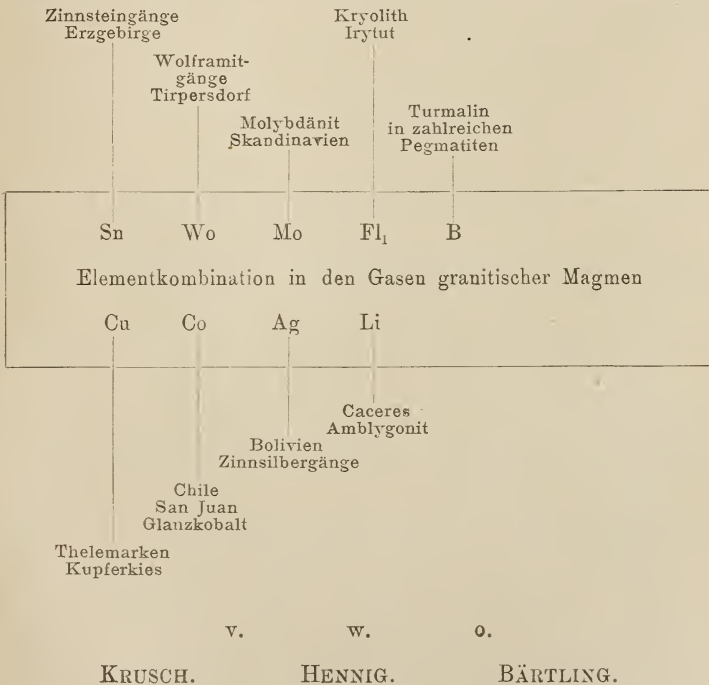 Zinnsteingänge
Erzgebirge
Kryolith
Irytut
Wolframit-
gänge
Tirpersdorf
Molybdänit
Skandinavien
Turmalin
in zahlreichen
Pegmatiten
Sn Wo Mo Fl₁ B
Elementkombination in den Gasen granitischer Magmen
Cu Co Ag Li
Caceres
Amblygonit
Bolivien
Zinnsilbergänge
Chile
San Juan
Glanzkobalt
Thelemarken
Kupferkies
v. w. o.
KRUSCH. HENNIG. BÄRTLING.